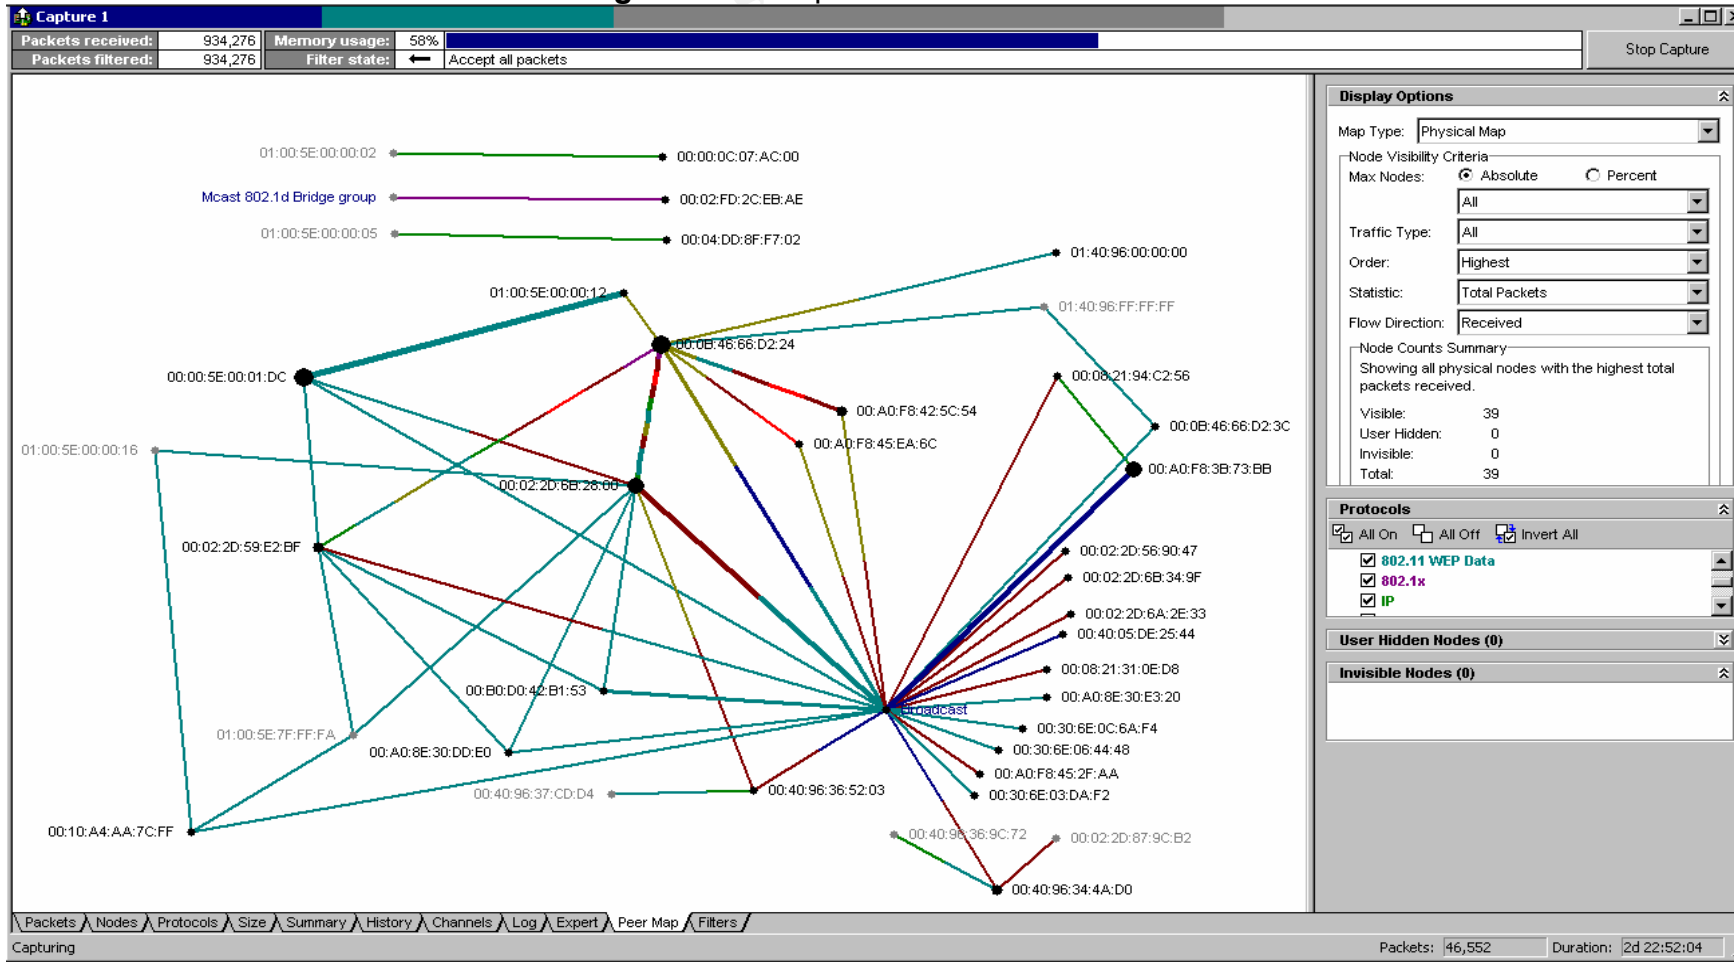 Capture 1
Packets received: 934,276 Memory usage: 58%
Packets filtered: 934,276 Filter state: Accept all packets
Stop Capture
01:00:5E:00:00:02
00:00:0C:07:AC:00
Mcast 802.1d Bridge group
00:02:FD:2C:EB:AE
01:00:5E:00:00:05
00:04:DD:8F:F7:02
01:40:96:00:00:00
01:00:5E:00:00:12
01:40:96:FF:FF:FF
00:0B:46:66:D2:24
00:00:5E:00:01:DC
00:08:21:94:C2:56
00:A0:F8:42:5C:54
00:0B:46:66:D2:3C
00:A0:F8:45:EA:6C
01:00:5E:00:00:16
00:A0:F8:3B:73:BB
00:02:2D:6B:28:00
00:02:2D:59:E2:BF
00:02:2D:56:90:47
00:02:2D:6B:34:9F
00:02:2D:6A:2E:33
00:40:05:DE:25:44
00:08:21:31:0E:D8
00:B0:D0:42:B1:53
00:A0:8E:30:E3:20
Broadcast
00:30:6E:0C:6A:F4
01:00:5E:7F:FF:FA
00:A0:8E:30:DD:E0
00:30:6E:06:44:48
00:A0:F8:45:2F:AA
00:40:96:37:CD:D4
00:40:96:36:52:03
00:30:6E:03:DA:F2
00:10:A4:AA:7C:FF
00:40:96:36:9C:72
00:02:2D:87:9C:B2
00:40:96:34:4A:D0
Display Options
Map Type: Physical Map
Node Visibility Criteria
Max Nodes: Absolute Percent
All
Traffic Type: All
Order: Highest
Statistic: Total Packets
Flow Direction: Received
Node Counts Summary
Showing all physical nodes with the highest total
packets received.
Visible: 39
User Hidden: 0
Invisible: 0
Total: 39
Protocols
All On All Off Invert All
802.11 WEP Data
802.1x
IP
User Hidden Nodes (0)
Invisible Nodes (0)
Packets Nodes Protocols Size Summary History Channels Log Expert Peer Map Filters
Capturing
Packets: 46,552 Duration: 2d 22:52:04